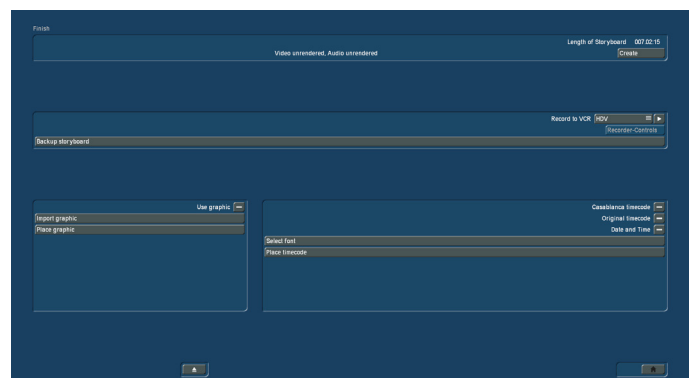 Finish
Length of Storyboard 007:02:15
Video unrendered, Audio unrendered
Create
Record to VCR HDV
Recorder-Controls
Backup storyboard
Use graphic
Import graphic
Place graphic
Casablanca timecode
Original timecode
Date and Time
Select font
Place timecode